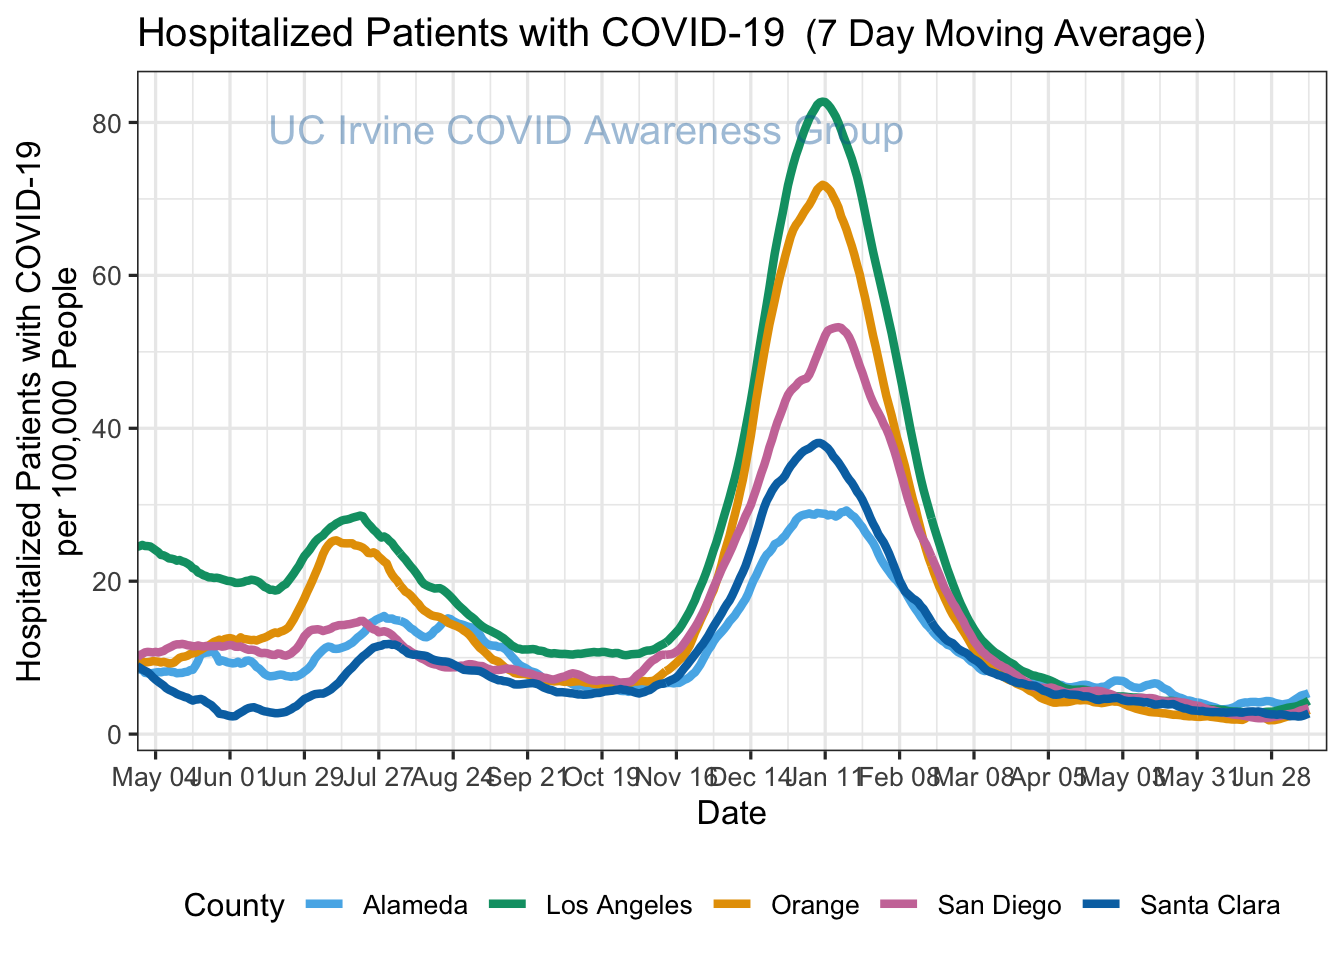 Hospitalized Patients with COVID-19 (7 Day Moving Average)
UC Irvine COVID Awareness Group
Hospitalized Patients with COVID-19
per 100,000 People
80
60
40
20
0
May 04 Jun 01 Jun 29 Jul 27 Aug 24 Sep 21 Oct 19 Nov 16 Dec 14 Jan 11 Feb 08 Mar 08 Apr 05 May 03 May 31 Jun 28
Date
County Alameda Los Angeles Orange San Diego Santa Clara